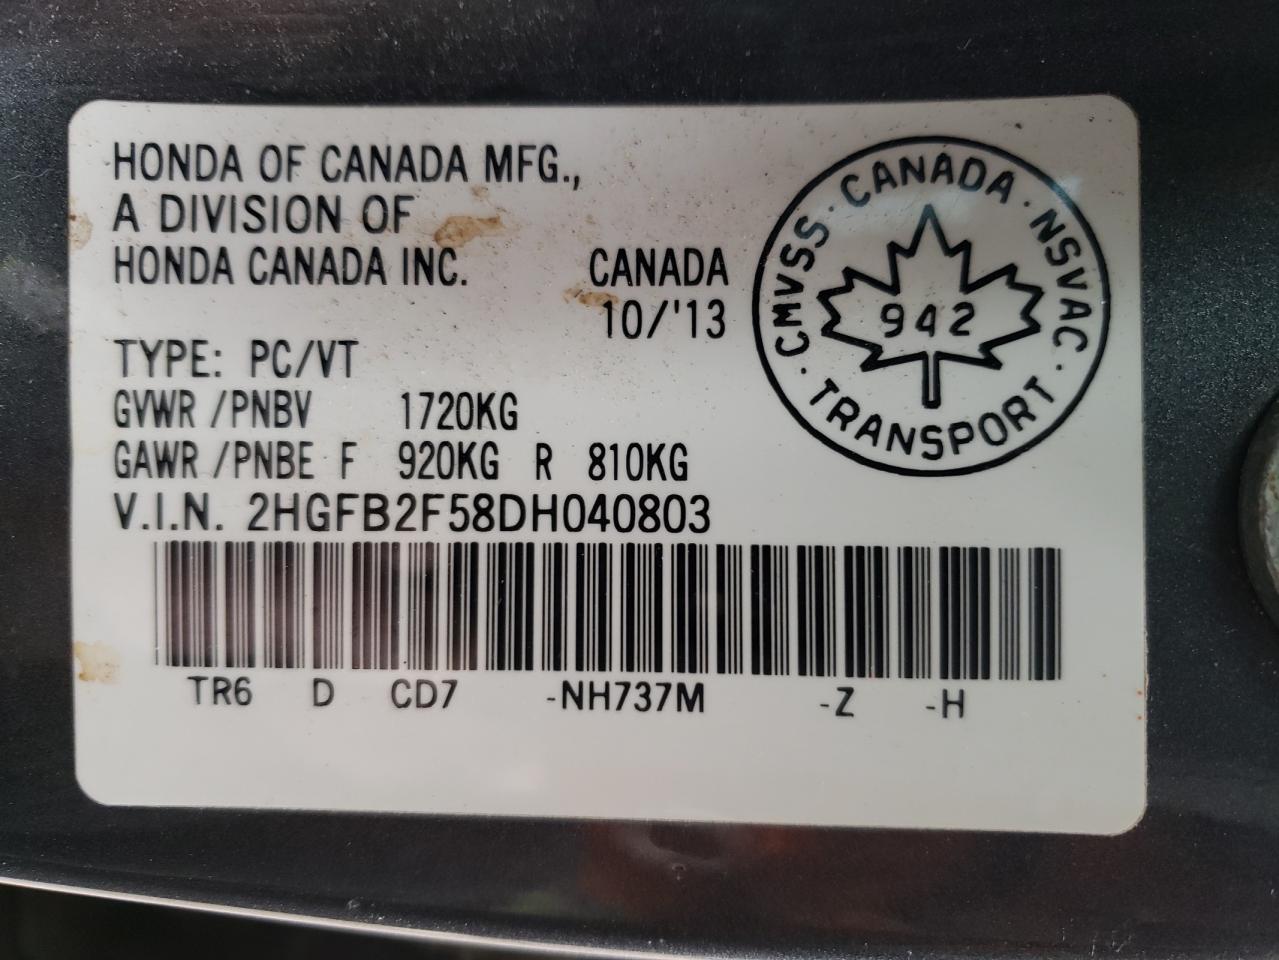 HONDA OF CANADA MFG.,
A DIVISION OF
HONDA CANADA INC. CANADA
10/'13
TYPE: PC/VT
GVWR /PNBV 1720KG
GAWR /PNBE F 920KG R 810KG
V.I.N. 2HGFB2F58DH040803
TR6 D CD7 -NH737M -Z -H
CMVSS · CANADA · NSVAC ·
942
· TRANSPORT